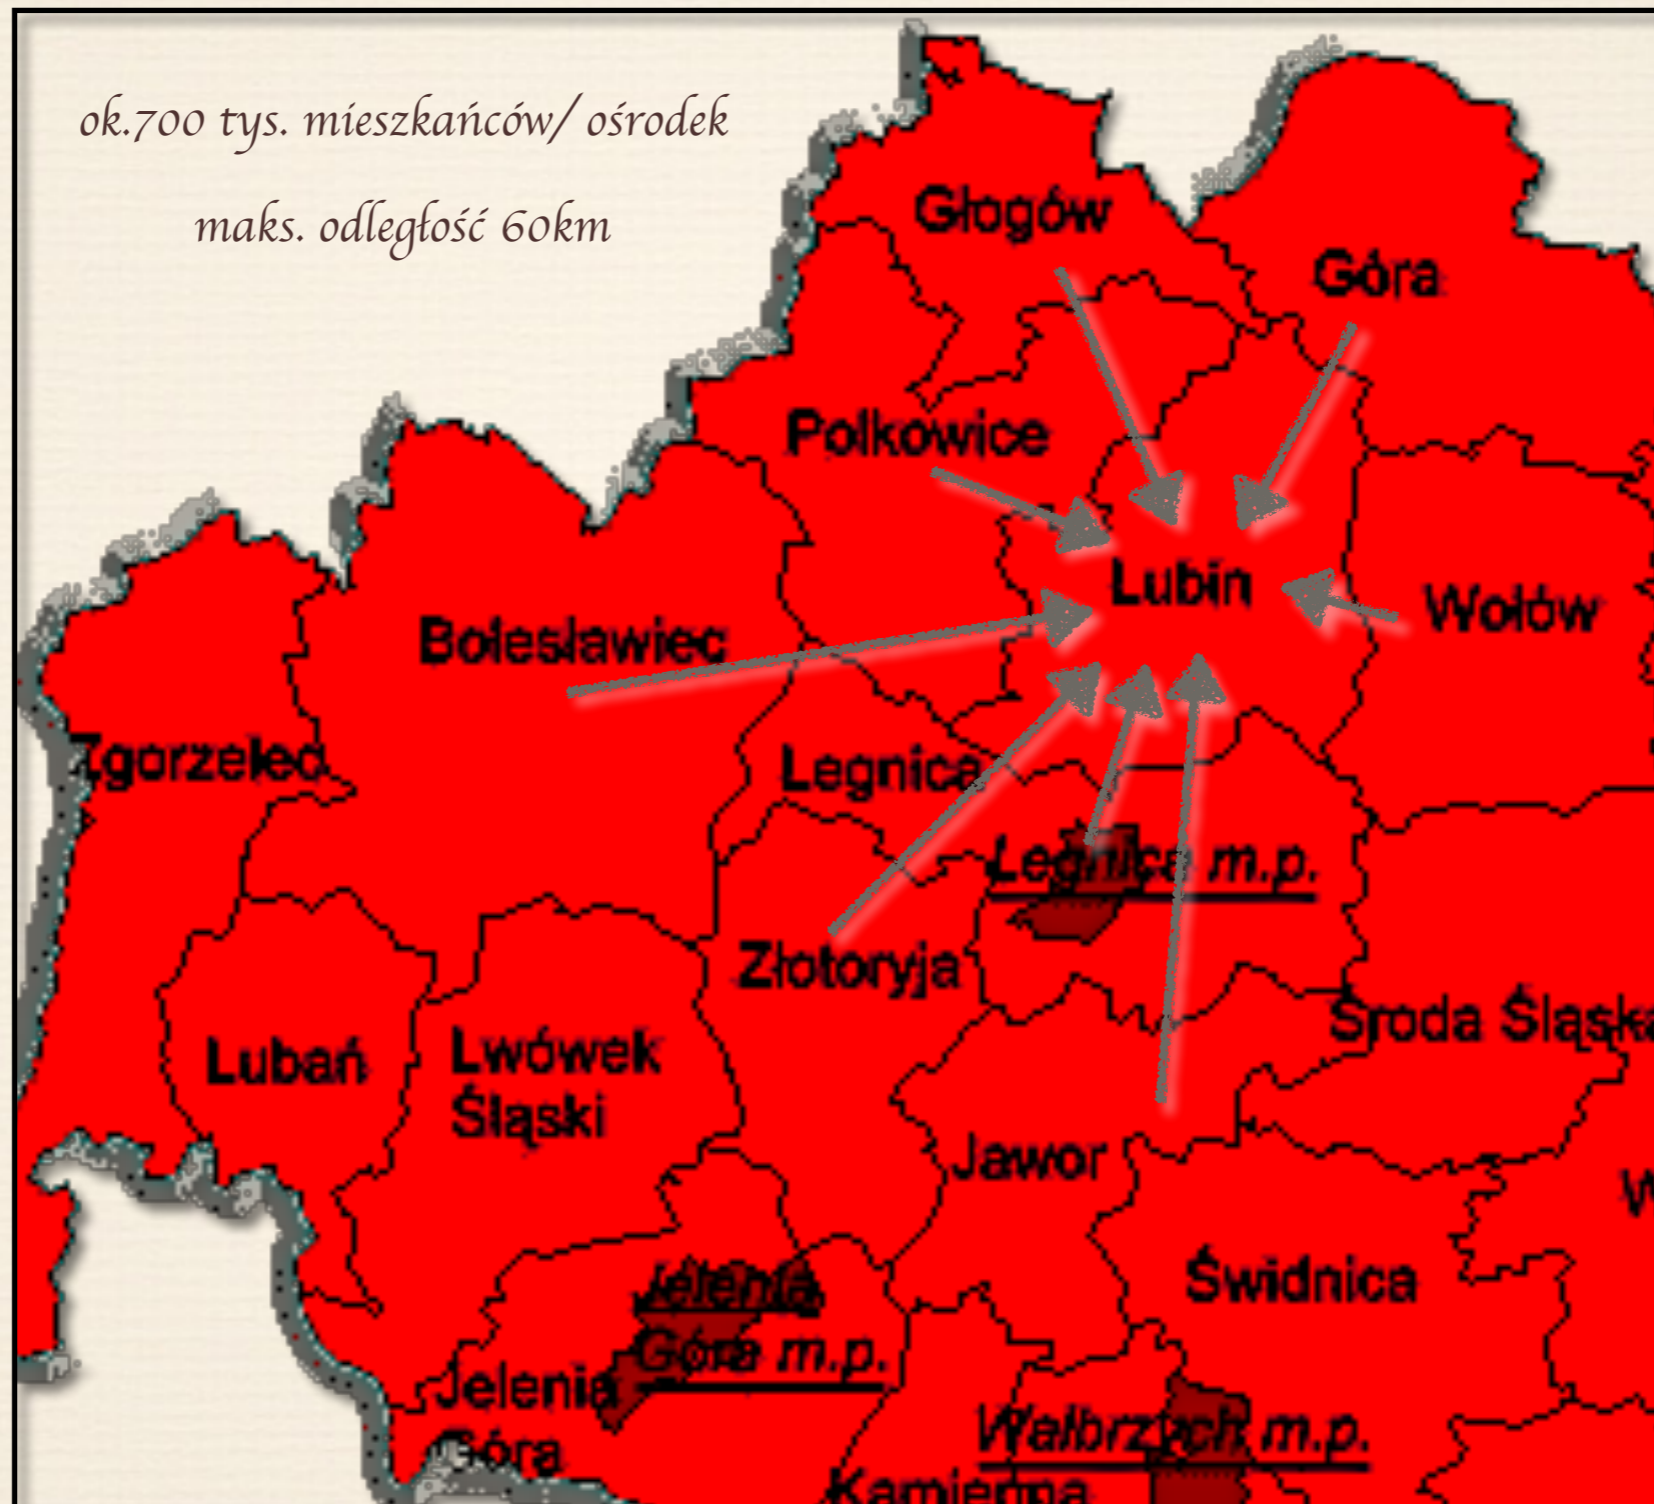 ok.700 tys. mieszkańców/ ośrodek
maks. odległość 60km
Głogów
Góra
Polkowice
Lubin
Wołów
Bolesławiec
Zgorzelec
Legnica
Legnica m.p.
Złotoryja
Środa Śląska
Lubań
Lwówek
Śląski
Jawor
W
Świdnica
Jelenia
Góra m.p.
Jelenia
Góra
Wałbrzych m.p.
Kamienna